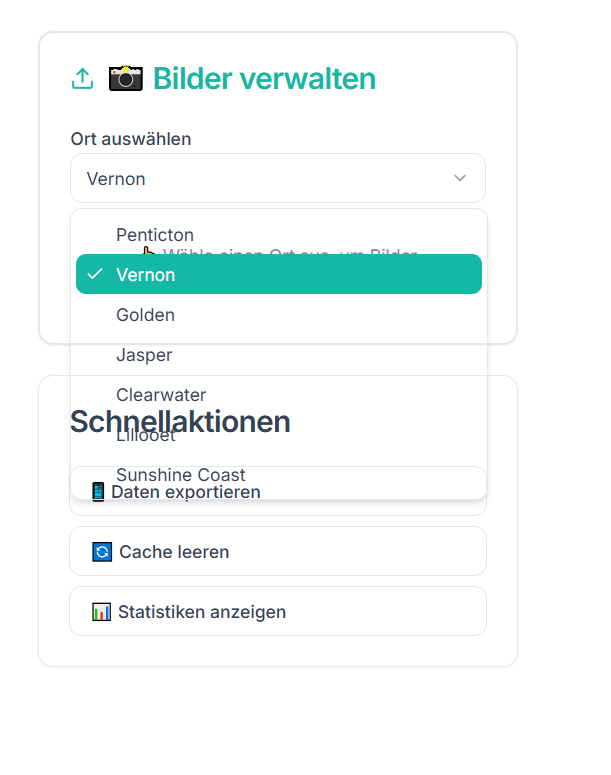 Bilder verwalten
Ort auswählen
Vernon
Penticton
Wähle einen Ort aus, um Bilder
Vernon
Golden
Jasper
Clearwater
Schnellaktionen
Lillooet
Sunshine Coast
Daten exportieren
Cache leeren
Statistiken anzeigen